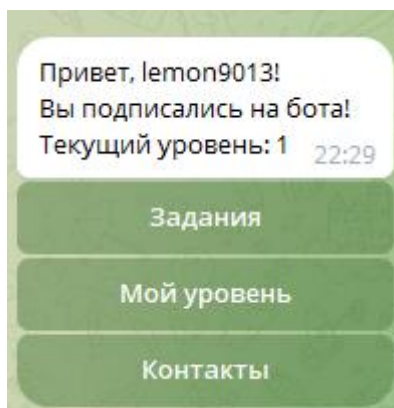 Привет, lemon9013!
Вы подписались на бота!
Текущий уровень: 1
22:29
Задания
Мой уровень
Контакты